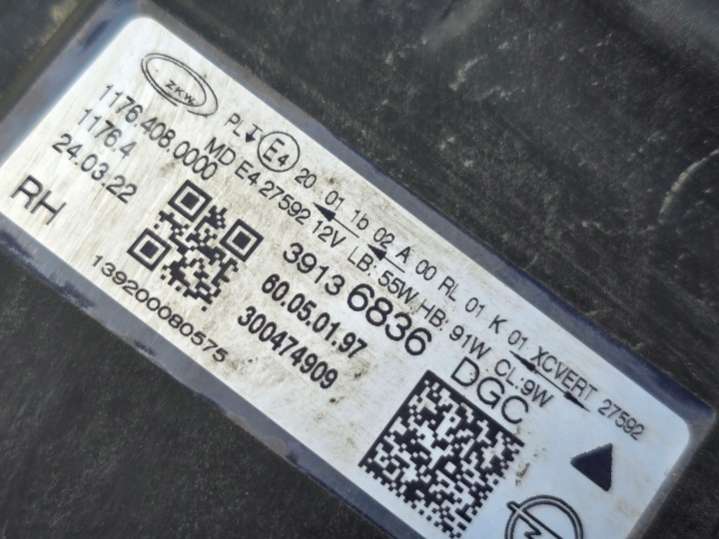 ZKW
PL E4 20 01 1b 02 A 00 RL 01 K 01 XCVERT 27592
1176.408.0000 MD E4 27592 12V LB: 55W HB: 91W CL:9W
1176.4
24.03.22
RH
3913 6836 DGC
60.05.01.97
300474909
139200080575